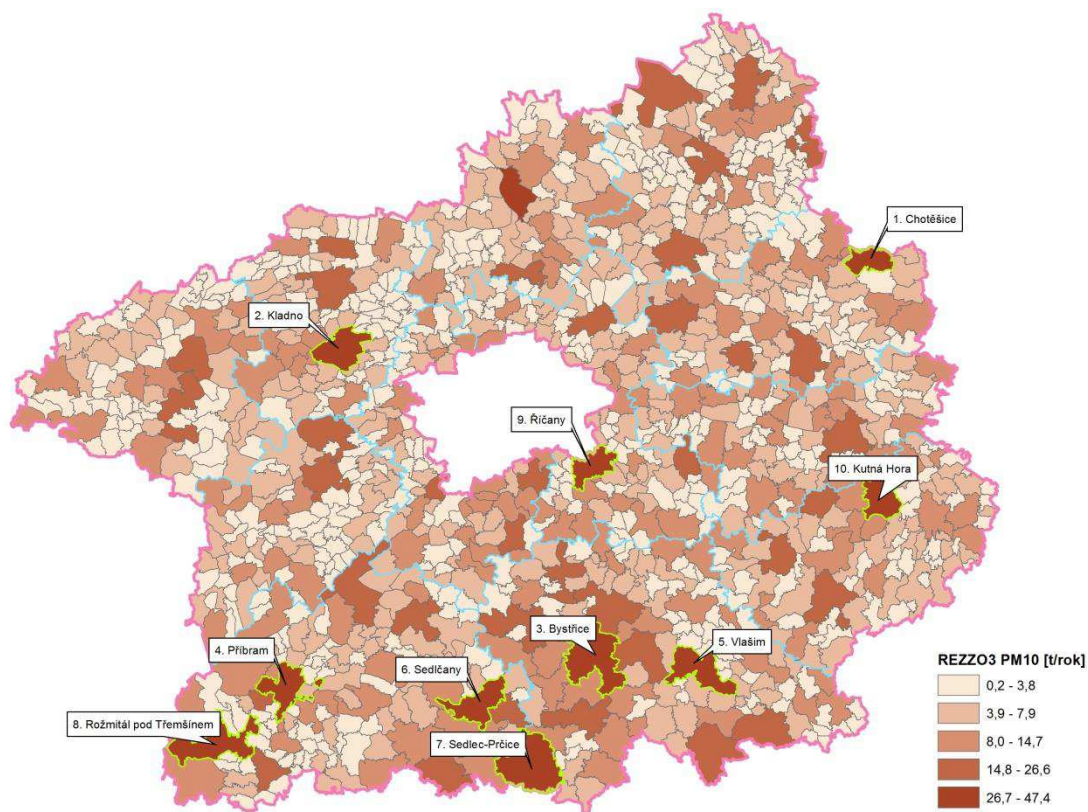 1. Chotěšice
2. Kladno
9. Říčany
10. Kutná Hora
3. Bystřice
5. Vlašim
4. Příbram
6. Sedlčany
8. Rožmitál pod Třemšínem
7. Sedlec-Prčice
REZZO3 PM10 [t/rok]
0,2 - 3,8
3,9 - 7,9
8,0 - 14,7
14,8 - 26,6
26,7 - 47,4